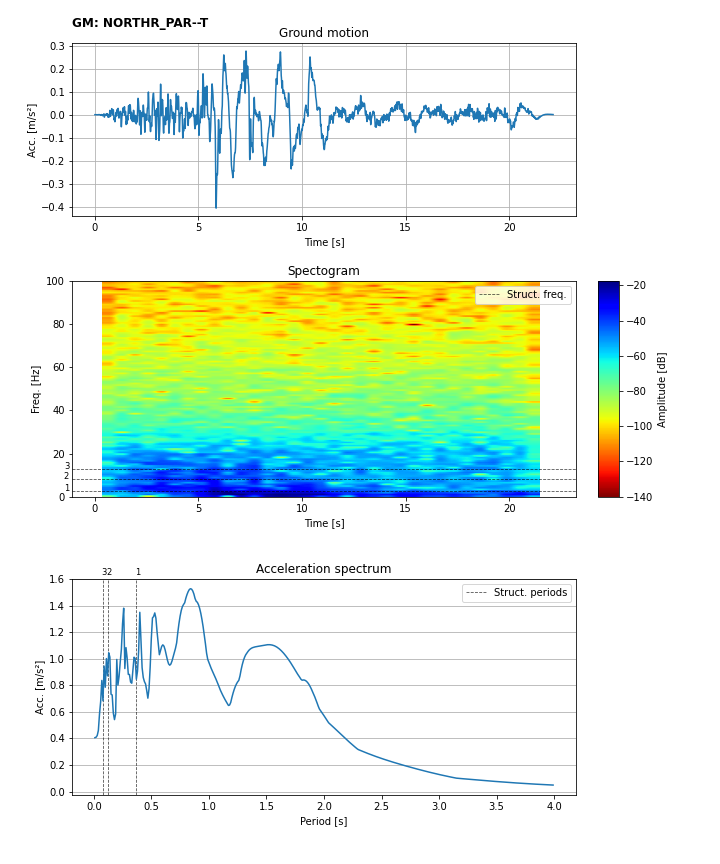 GM: NORTHR_PAR--T
Ground motion
0.3
0.2
0.1
0.0
−0.1
−0.2
−0.3
−0.4
Acc. [m/s²]
0 5 10 15 20
Time [s]
Spectogram
Struct. freq.
100
80
60
40
20
0
3
2
1
Freq. [Hz]
0 5 10 15 20
Time [s]
−20
−40
−60
−80
−100
−120
−140
Amplitude [dB]
Acceleration spectrum
32 1
Struct. periods
1.6
1.4
1.2
1.0
0.8
0.6
0.4
0.2
0.0
Acc. [m/s²]
0.0 0.5 1.0 1.5 2.0 2.5 3.0 3.5 4.0
Period [s]